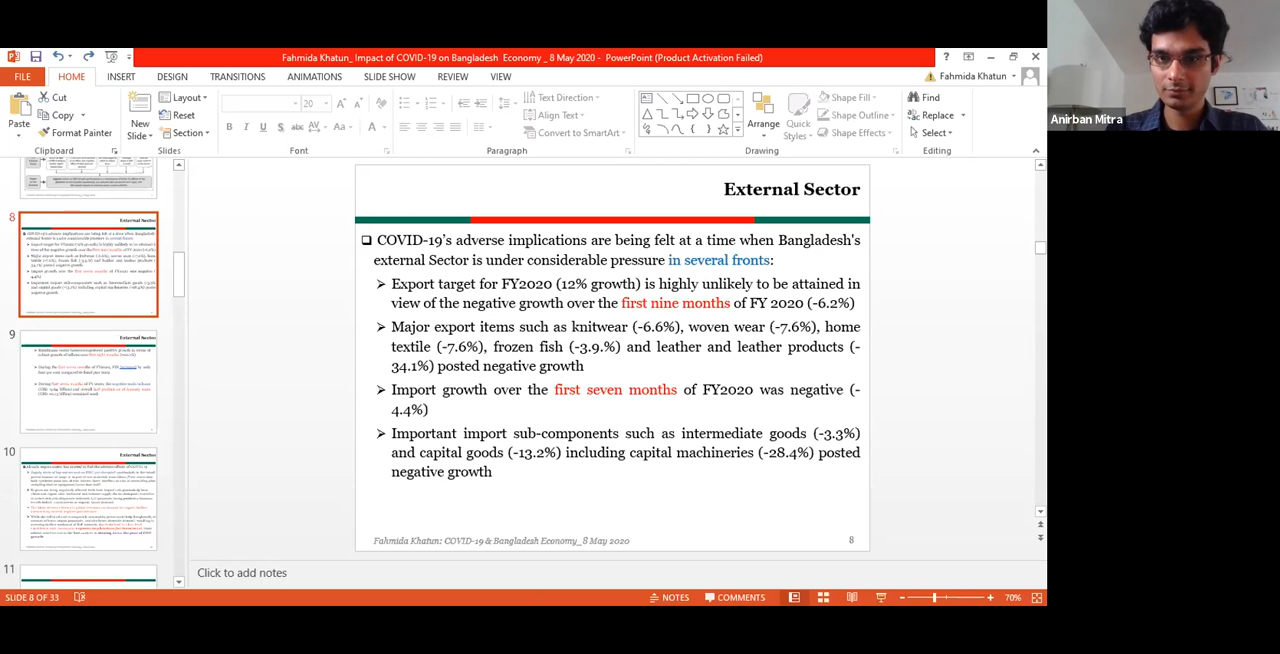 Fahmida Khatun_ Impact of COVID-19 on Bangladesh Economy _ 8 May 2020 - PowerPoint (Product Activation Failed)
FILE HOME INSERT DESIGN TRANSITIONS ANIMATIONS SLIDE SHOW REVIEW VIEW Fahmida Khatun
Paste Cut Copy Format Painter Clipboard
New Slide Layout Reset Section Slides
20 Font
Text Direction Align Text Convert to SmartArt Paragraph
Arrange Quick Styles Shape Fill Shape Outline Shape Effects Drawing
Find Replace Select Editing
Anirban Mitra
8
External Sector
9
External Sector
10
External Sector
11
External Sector
COVID-19's adverse implications are being felt at a time when Bangladesh's
external Sector is under considerable pressure in several fronts:
Export target for FY2020 (12% growth) is highly unlikely to be attained in
view of the negative growth over the first nine months of FY 2020 (-6.2%)
Major export items such as knitwear (-6.6%), woven wear (-7.6%), home
textile (-7.6%), frozen fish (-3.9.%) and leather and leather products (-
34.1%) posted negative growth
Import growth over the first seven months of FY2020 was negative (-
4.4%)
Important import sub-components such as intermediate goods (-3.3%)
and capital goods (-13.2%) including capital machineries (-28.4%) posted
negative growth
Fahmida Khatun: COVID-19 & Bangladesh Economy_8 May 2020 8
Click to add notes
SLIDE 8 OF 33 NOTES COMMENTS 70%